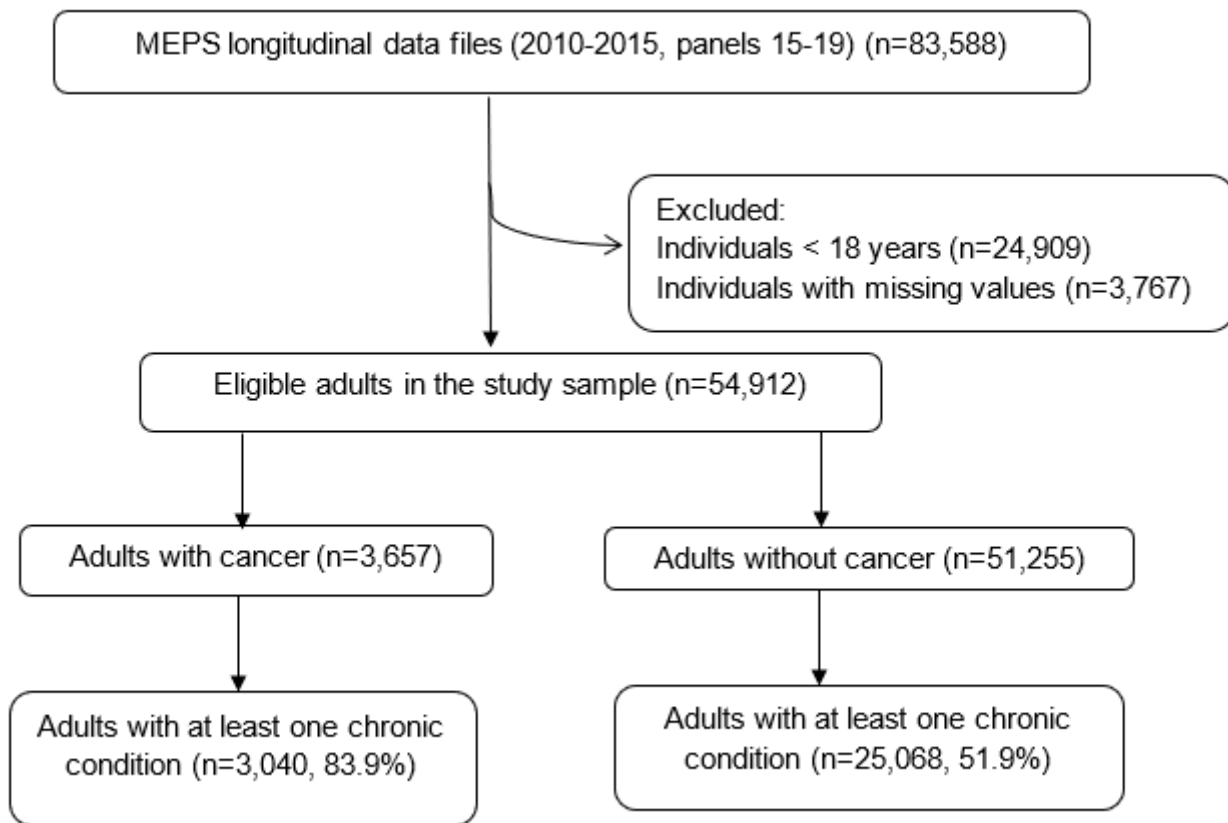 MEPS longitudinal data files (2010-2015, panels 15-19) (n=83,588)
Excluded:
Individuals < 18 years (n=24,909)
Individuals with missing values (n=3,767)
Eligible adults in the study sample (n=54,912)
Adults with cancer (n=3,657)
Adults without cancer (n=51,255)
Adults with at least one chronic
condition (n=3,040, 83.9%)
Adults with at least one chronic
condition (n=25,068, 51.9%)